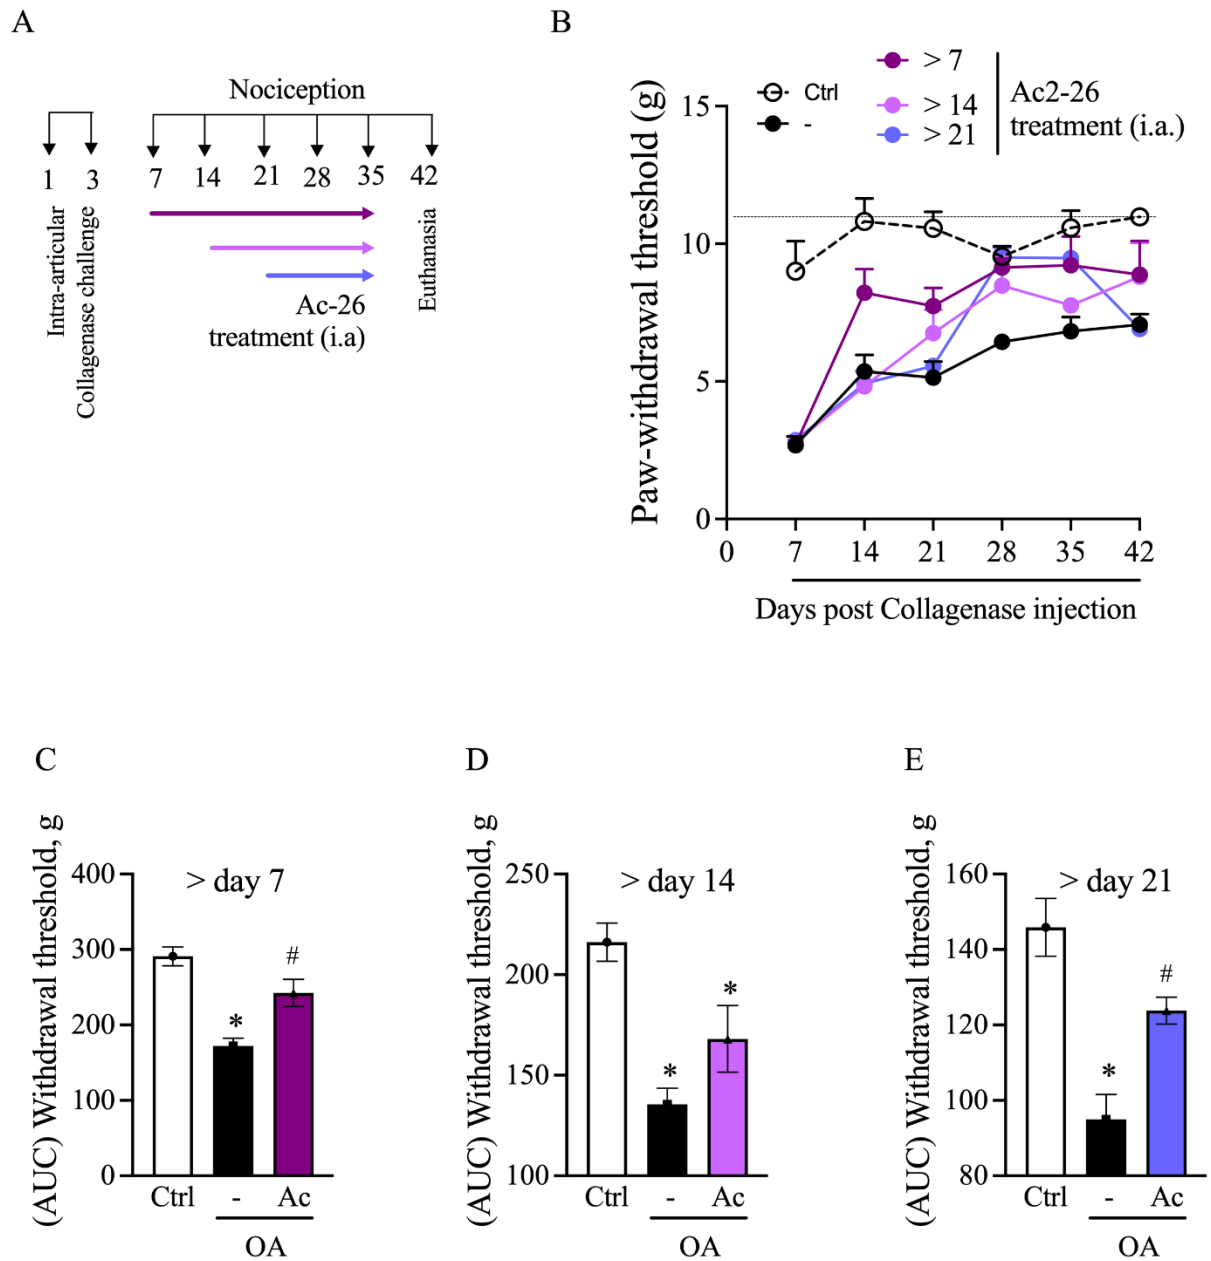 A
Nociception
1 3 7 14 21 28 35 42
Intra-articular
Collagenase challenge
Ac-26
treatment (i.a)
Euthanasia
B
Ctrl
-
> 7
> 14
> 21
Ac2-26
treatment (i.a.)
Paw-withdrawal threshold (g)
15
10
5
0
0 7 14 21 28 35 42
Days post Collagenase injection
C
(AUC) Withdrawal threshold, g
> day 7
400
300
200
100
0
*
#
Ctrl - Ac
OA
D
(AUC) Withdrawal threshold, g
> day 14
250
200
150
100
*
*
Ctrl - Ac
OA
E
(AUC) Withdrawal threshold, g
> day 21
160
140
120
100
80
*
#
Ctrl - Ac
OA